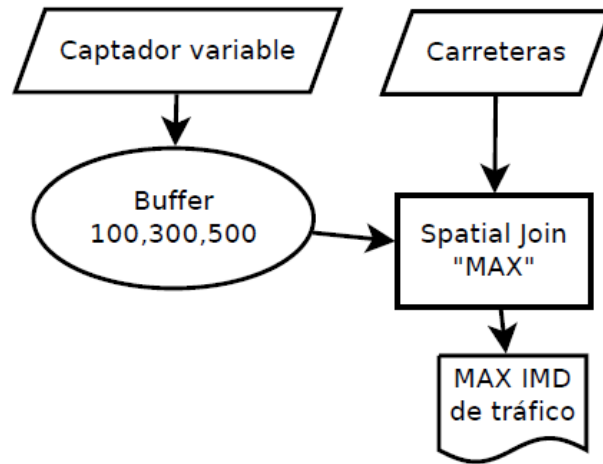 Captador variable
Carreteras
Buffer
100,300,500
Spatial Join
"MAX"
MAX IMD
de tráfico